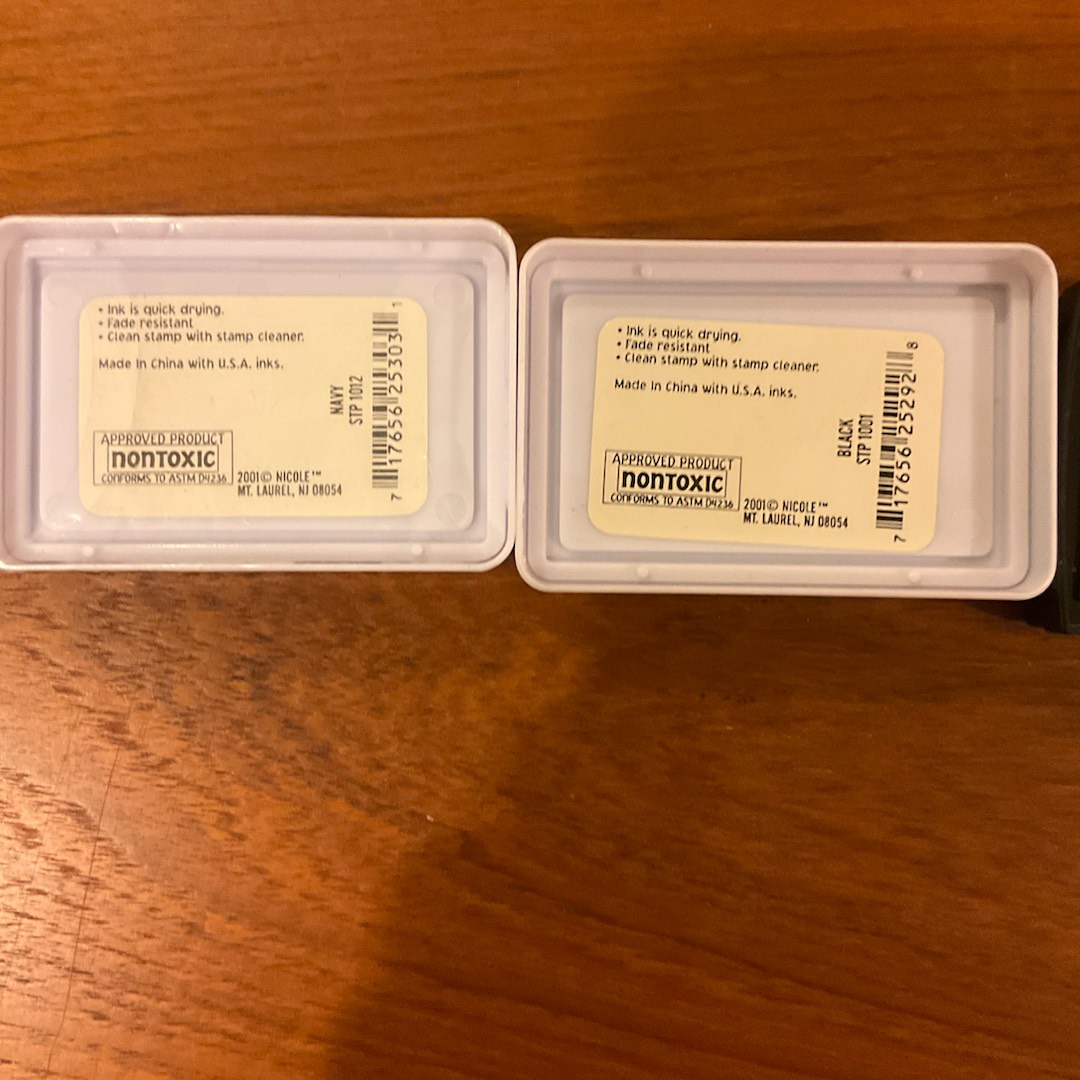 • Ink is quick drying.
• Fade resistant
• Clean stamp with stamp cleaner.
Made In China with U.S.A. inks.
APPROVED PRODUCT
NONTOXIC
CONFORMS TO ASTM D4236
2001© NICOLE™
MT. LAUREL, NJ 08054
NAVY
STP 1012
7 17656 25303 1
• Ink is quick drying.
• Fade resistant
• Clean stamp with stamp cleaner.
Made In China with U.S.A. inks.
APPROVED PRODUCT
NONTOXIC
CONFORMS TO ASTM D4236
2001© NICOLE™
MT. LAUREL, NJ 08054
BLACK
STP 1001
7 17656 25292 8